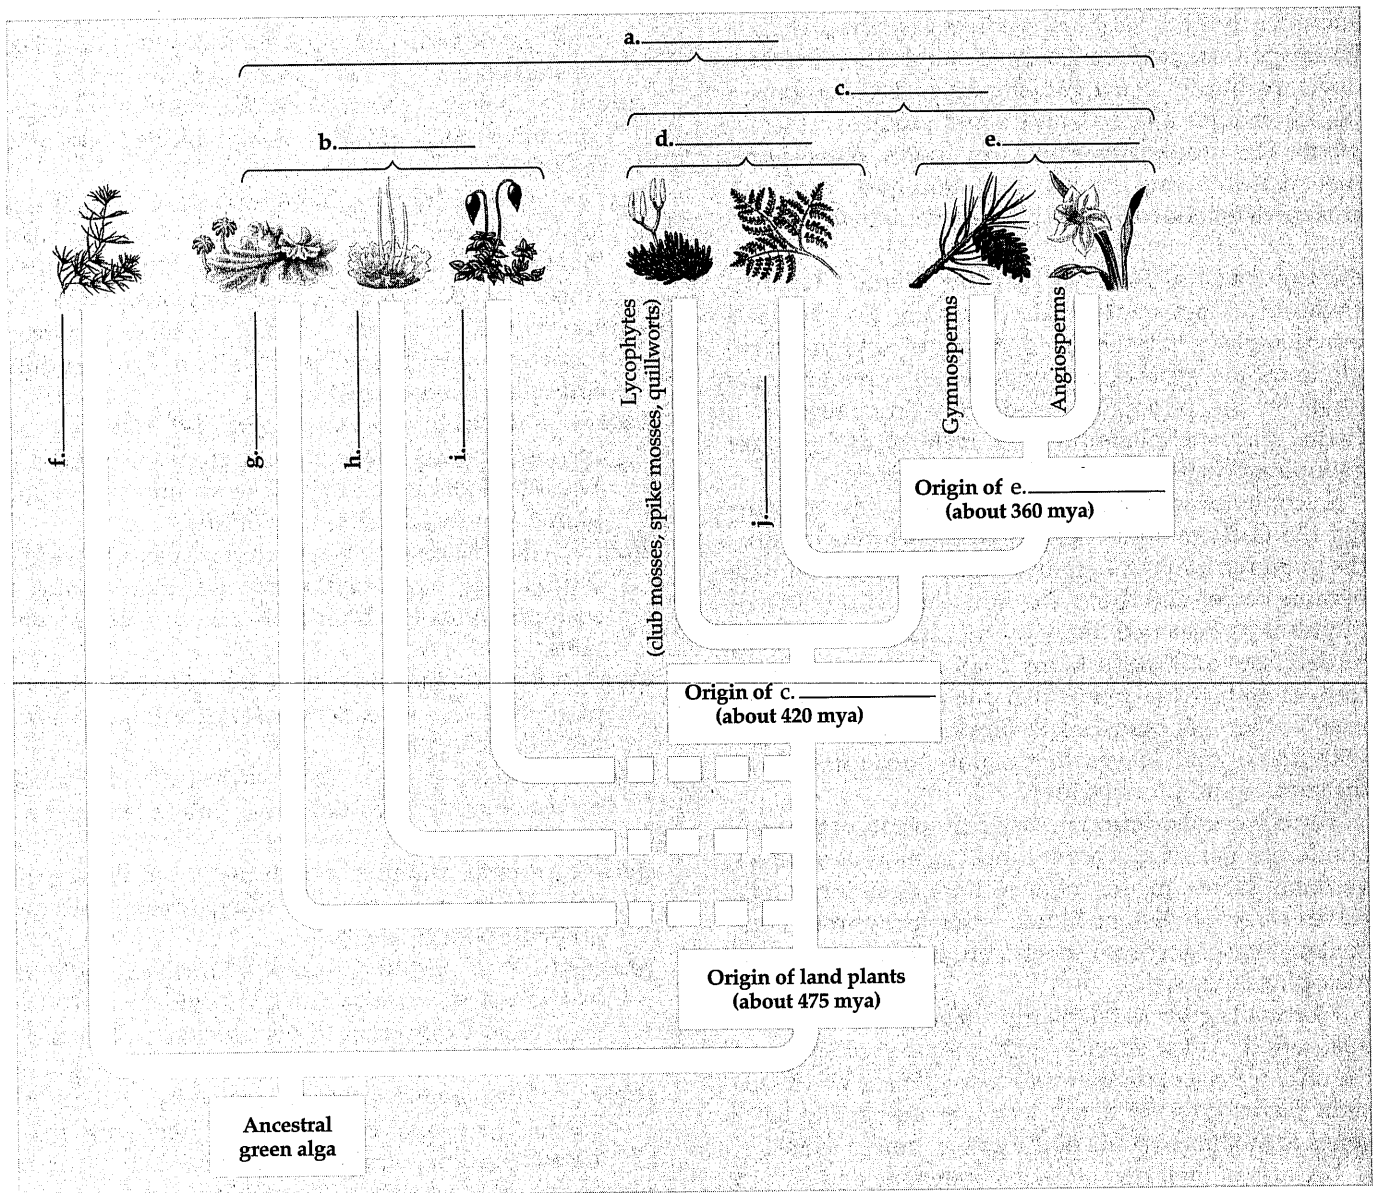 a.
c.
b.
d.
e.
f.
g.
h.
i.
Lycophytes
(club mosses, spike mosses, quillworts)
j.
Gymnosperms
Angiosperms
Origin of e.
(about 360 mya)
Origin of c.
(about 420 mya)
Origin of land plants
(about 475 mya)
Ancestral
green alga